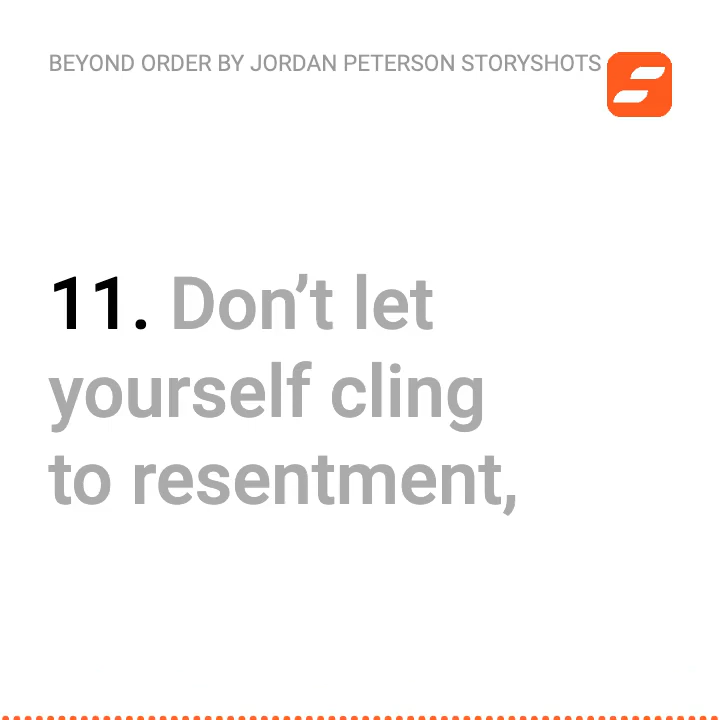 BEYOND ORDER BY JORDAN PETERSON STORYSHOTS
11. Don’t let
yourself cling
to resentment,